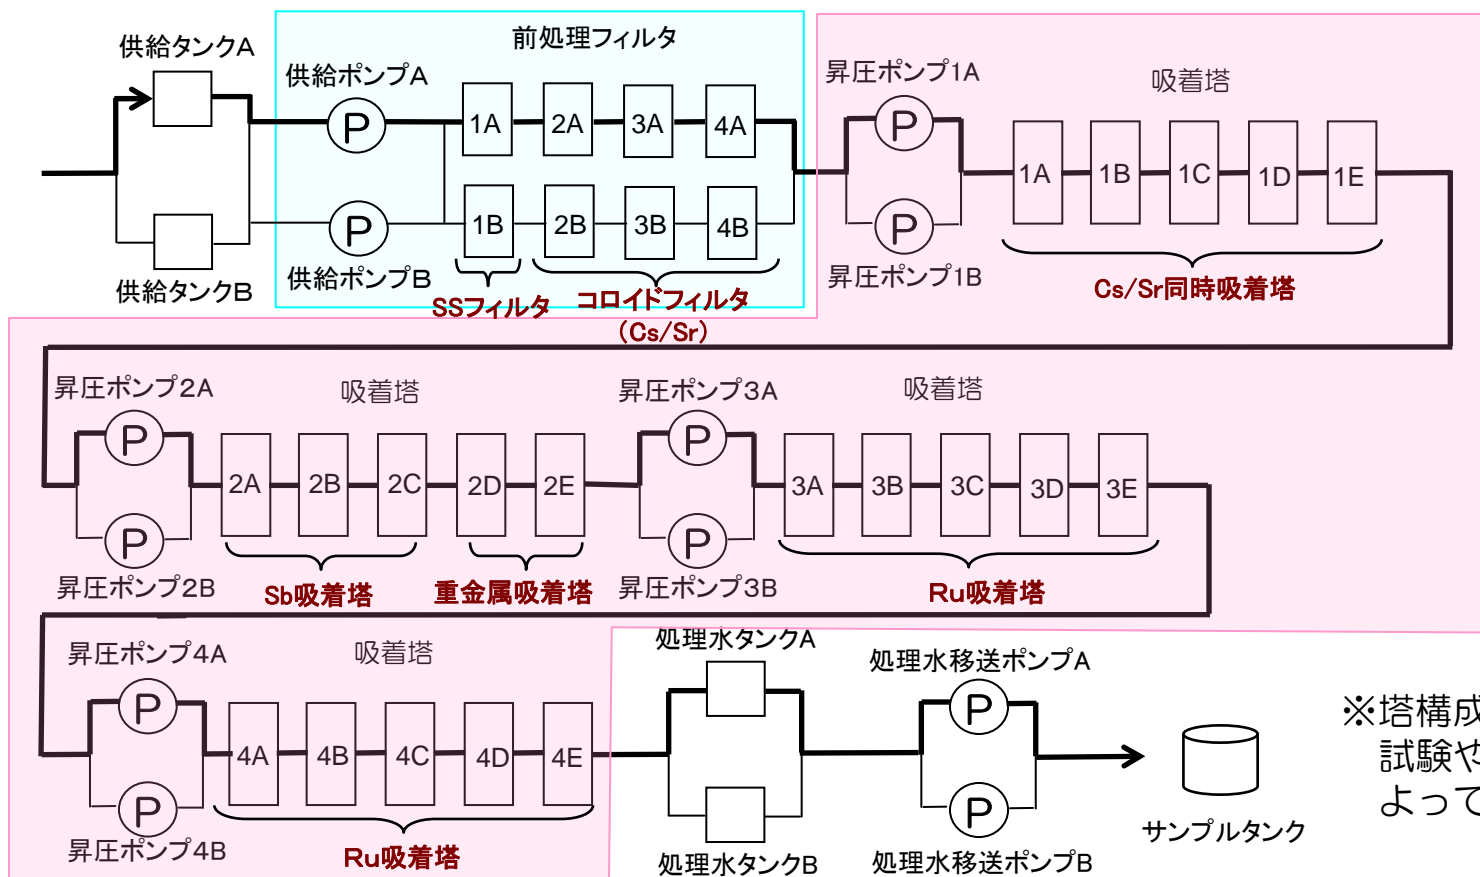 供給タンクA
前処理フィルタ
供給ポンプA
P
1A
2A
3A
4A
供給タンクB
供給ポンプB
P
1B
2B
3B
4B
SSフィルタ
コロイドフィルタ
(Cs/Sr)
昇圧ポンプ1A
P
昇圧ポンプ1B
P
吸着塔
1A
1B
1C
1D
1E
Cs/Sr同時吸着塔
昇圧ポンプ2A
P
昇圧ポンプ2B
P
吸着塔
2A
2B
2C
2D
2E
Sb吸着塔
重金属吸着塔
昇圧ポンプ3A
P
昇圧ポンプ3B
P
吸着塔
3A
3B
3C
3D
3E
Ru吸着塔
昇圧ポンプ4A
P
昇圧ポンプ4B
P
吸着塔
4A
4B
4C
4D
4E
Ru吸着塔
処理水タンクA
処理水タンクB
処理水移送ポンプA
P
処理水移送ポンプB
P
サンプルタンク
※塔構成
試験や
よって